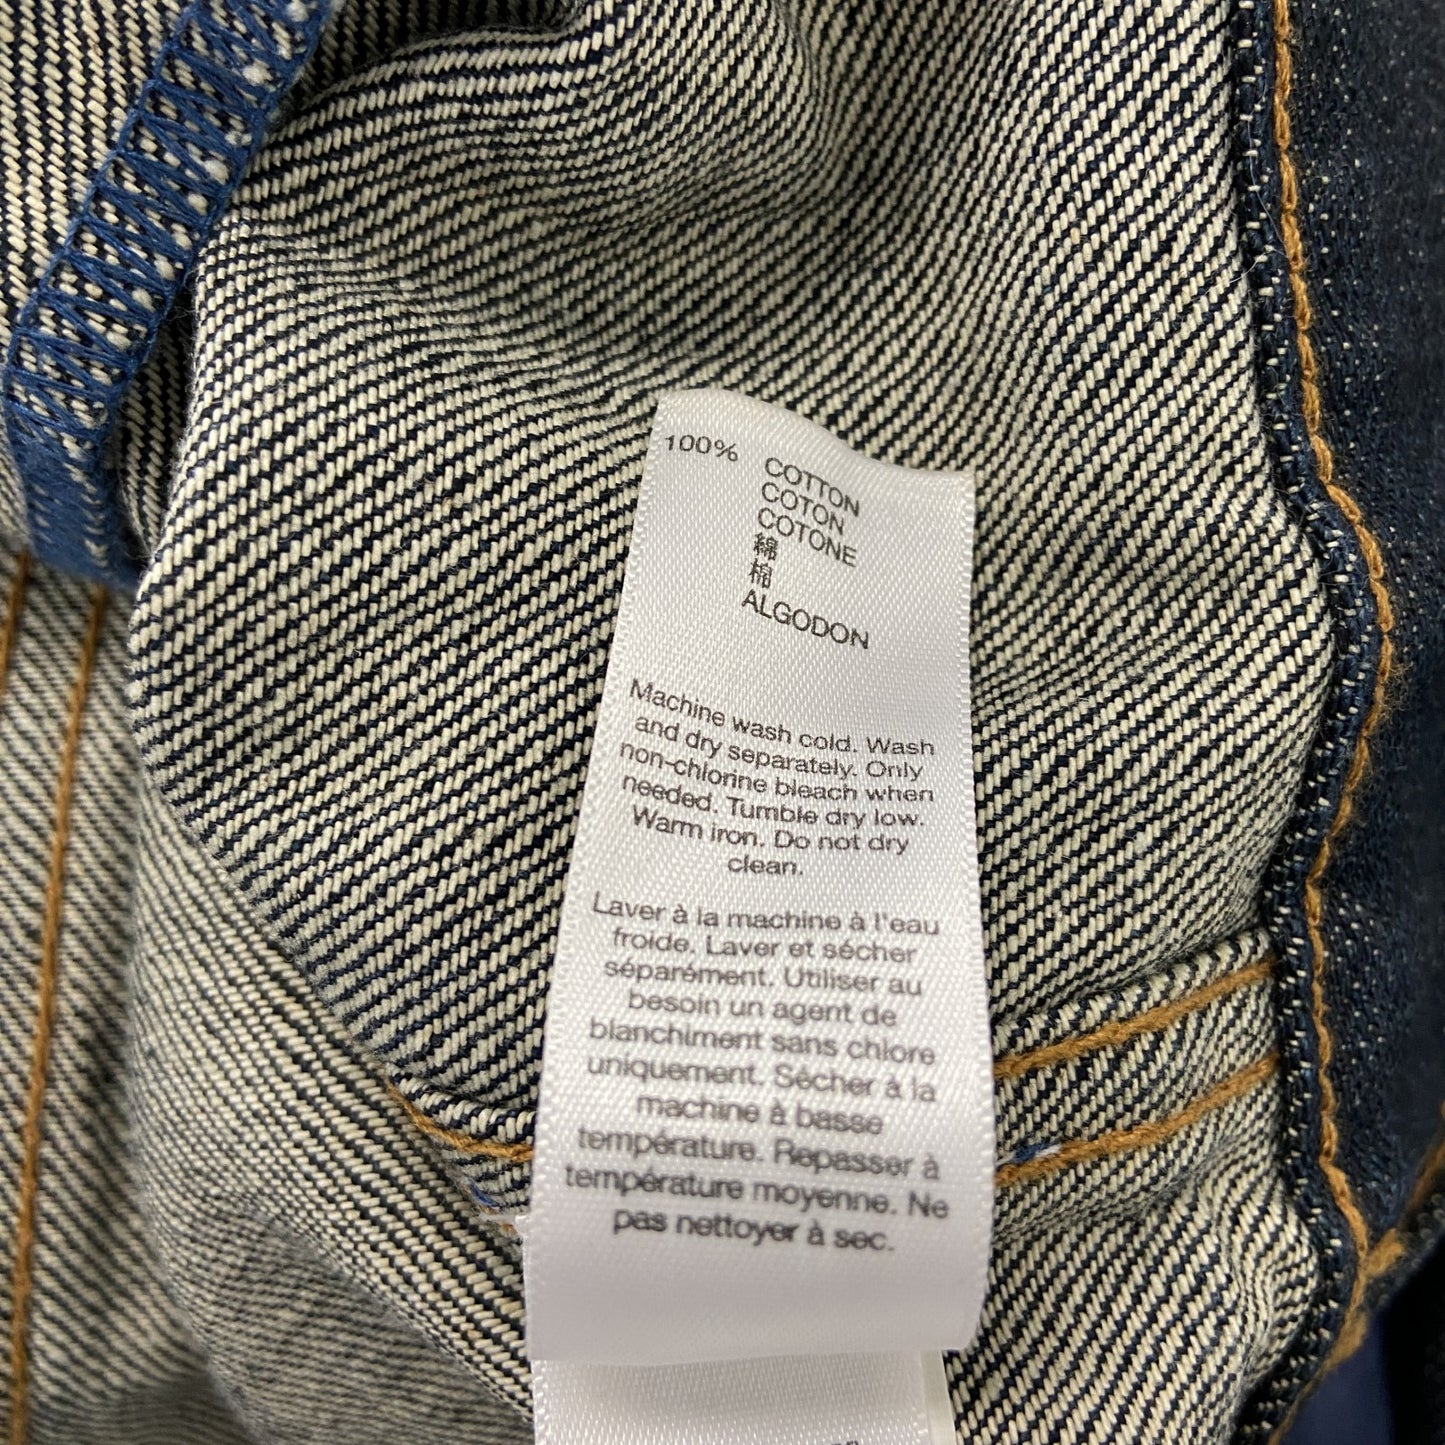 100% COTTON
COTON
COTONE
綿
棉
ALGODON
Machine wash cold. Wash
and dry separately. Only
non-chlorine bleach when
needed. Tumble dry low.
Warm iron. Do not dry
clean.
Laver à la machine à l'eau
froide. Laver et sécher
séparément. Utiliser au
besoin un agent de
blanchiment sans chlore
uniquement. Sécher à la
machine à basse
température. Repasser à
température moyenne. Ne
pas nettoyer à sec.